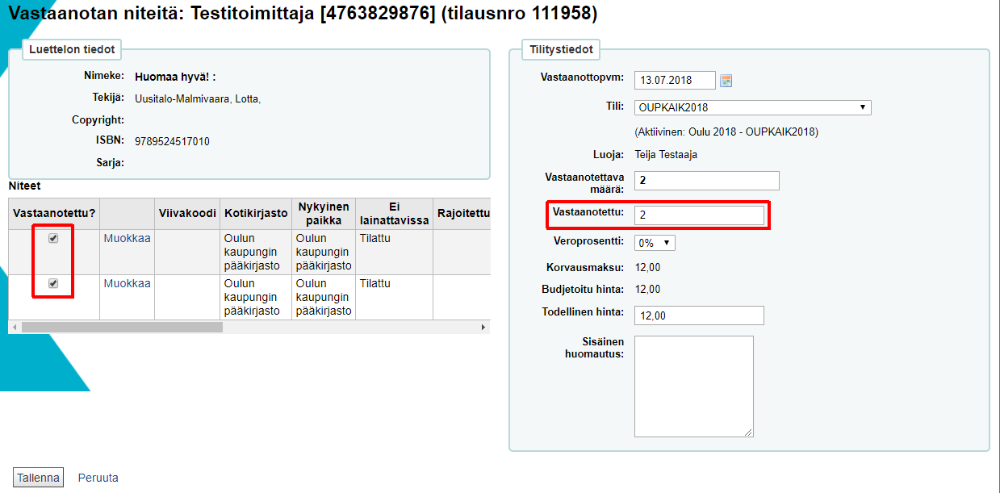 Vastaanotan niteitä: Testitoimittaja [4763829876] (tilausnro 111958)
Luettelon tiedot
Nimeke: Huomaa hyvä! :
Tekijä: Uusitalo-Malmivaara, Lotta,
Copyright:
ISBN: 9789524517010
Sarja:
Niteet
Vastaanotettu? Viivakoodi Kotikirjasto Nykyinen paikka Ei lainattavissa Rajoitettu
Muokkaa Oulun kaupungin pääkirjasto Oulun kaupungin pääkirjasto Tilattu
Muokkaa Oulun kaupungin pääkirjasto Oulun kaupungin pääkirjasto Tilattu
Tilitystiedot
Vastaanottopvm: 13.07.2018
Tili: OUPKAIK2018
(Aktiivinen: Oulu 2018 - OUPKAIK2018)
Luoja: Teija Testaaja
Vastaanotettava määrä: 2
Vastaanotettu: 2
Veroprosentti: 0%
Korvausmaksu: 12,00
Budjetoitu hinta: 12,00
Todellinen hinta: 12,00
Sisäinen huomautus:
Tallenna Peruuta